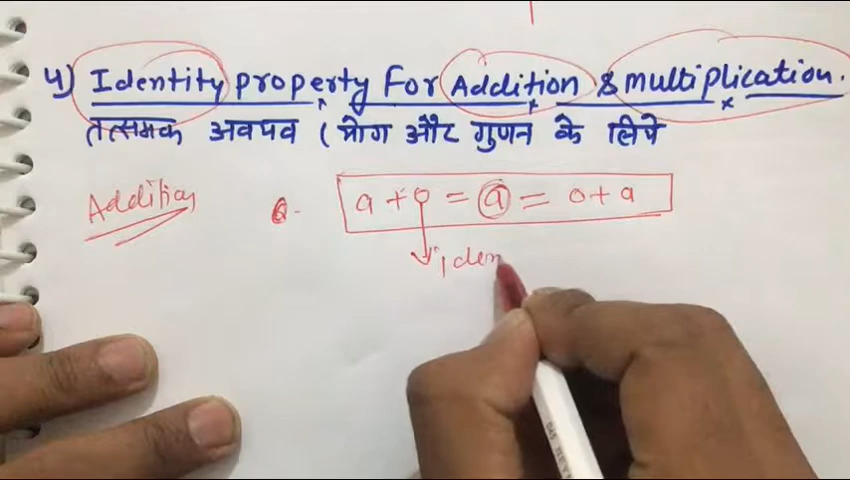 4) Identity property For Addition & multiplication.
तत्समक अवयव (योग और गुणन के लिये
Addition a + 0 = a = 0 + a
iden